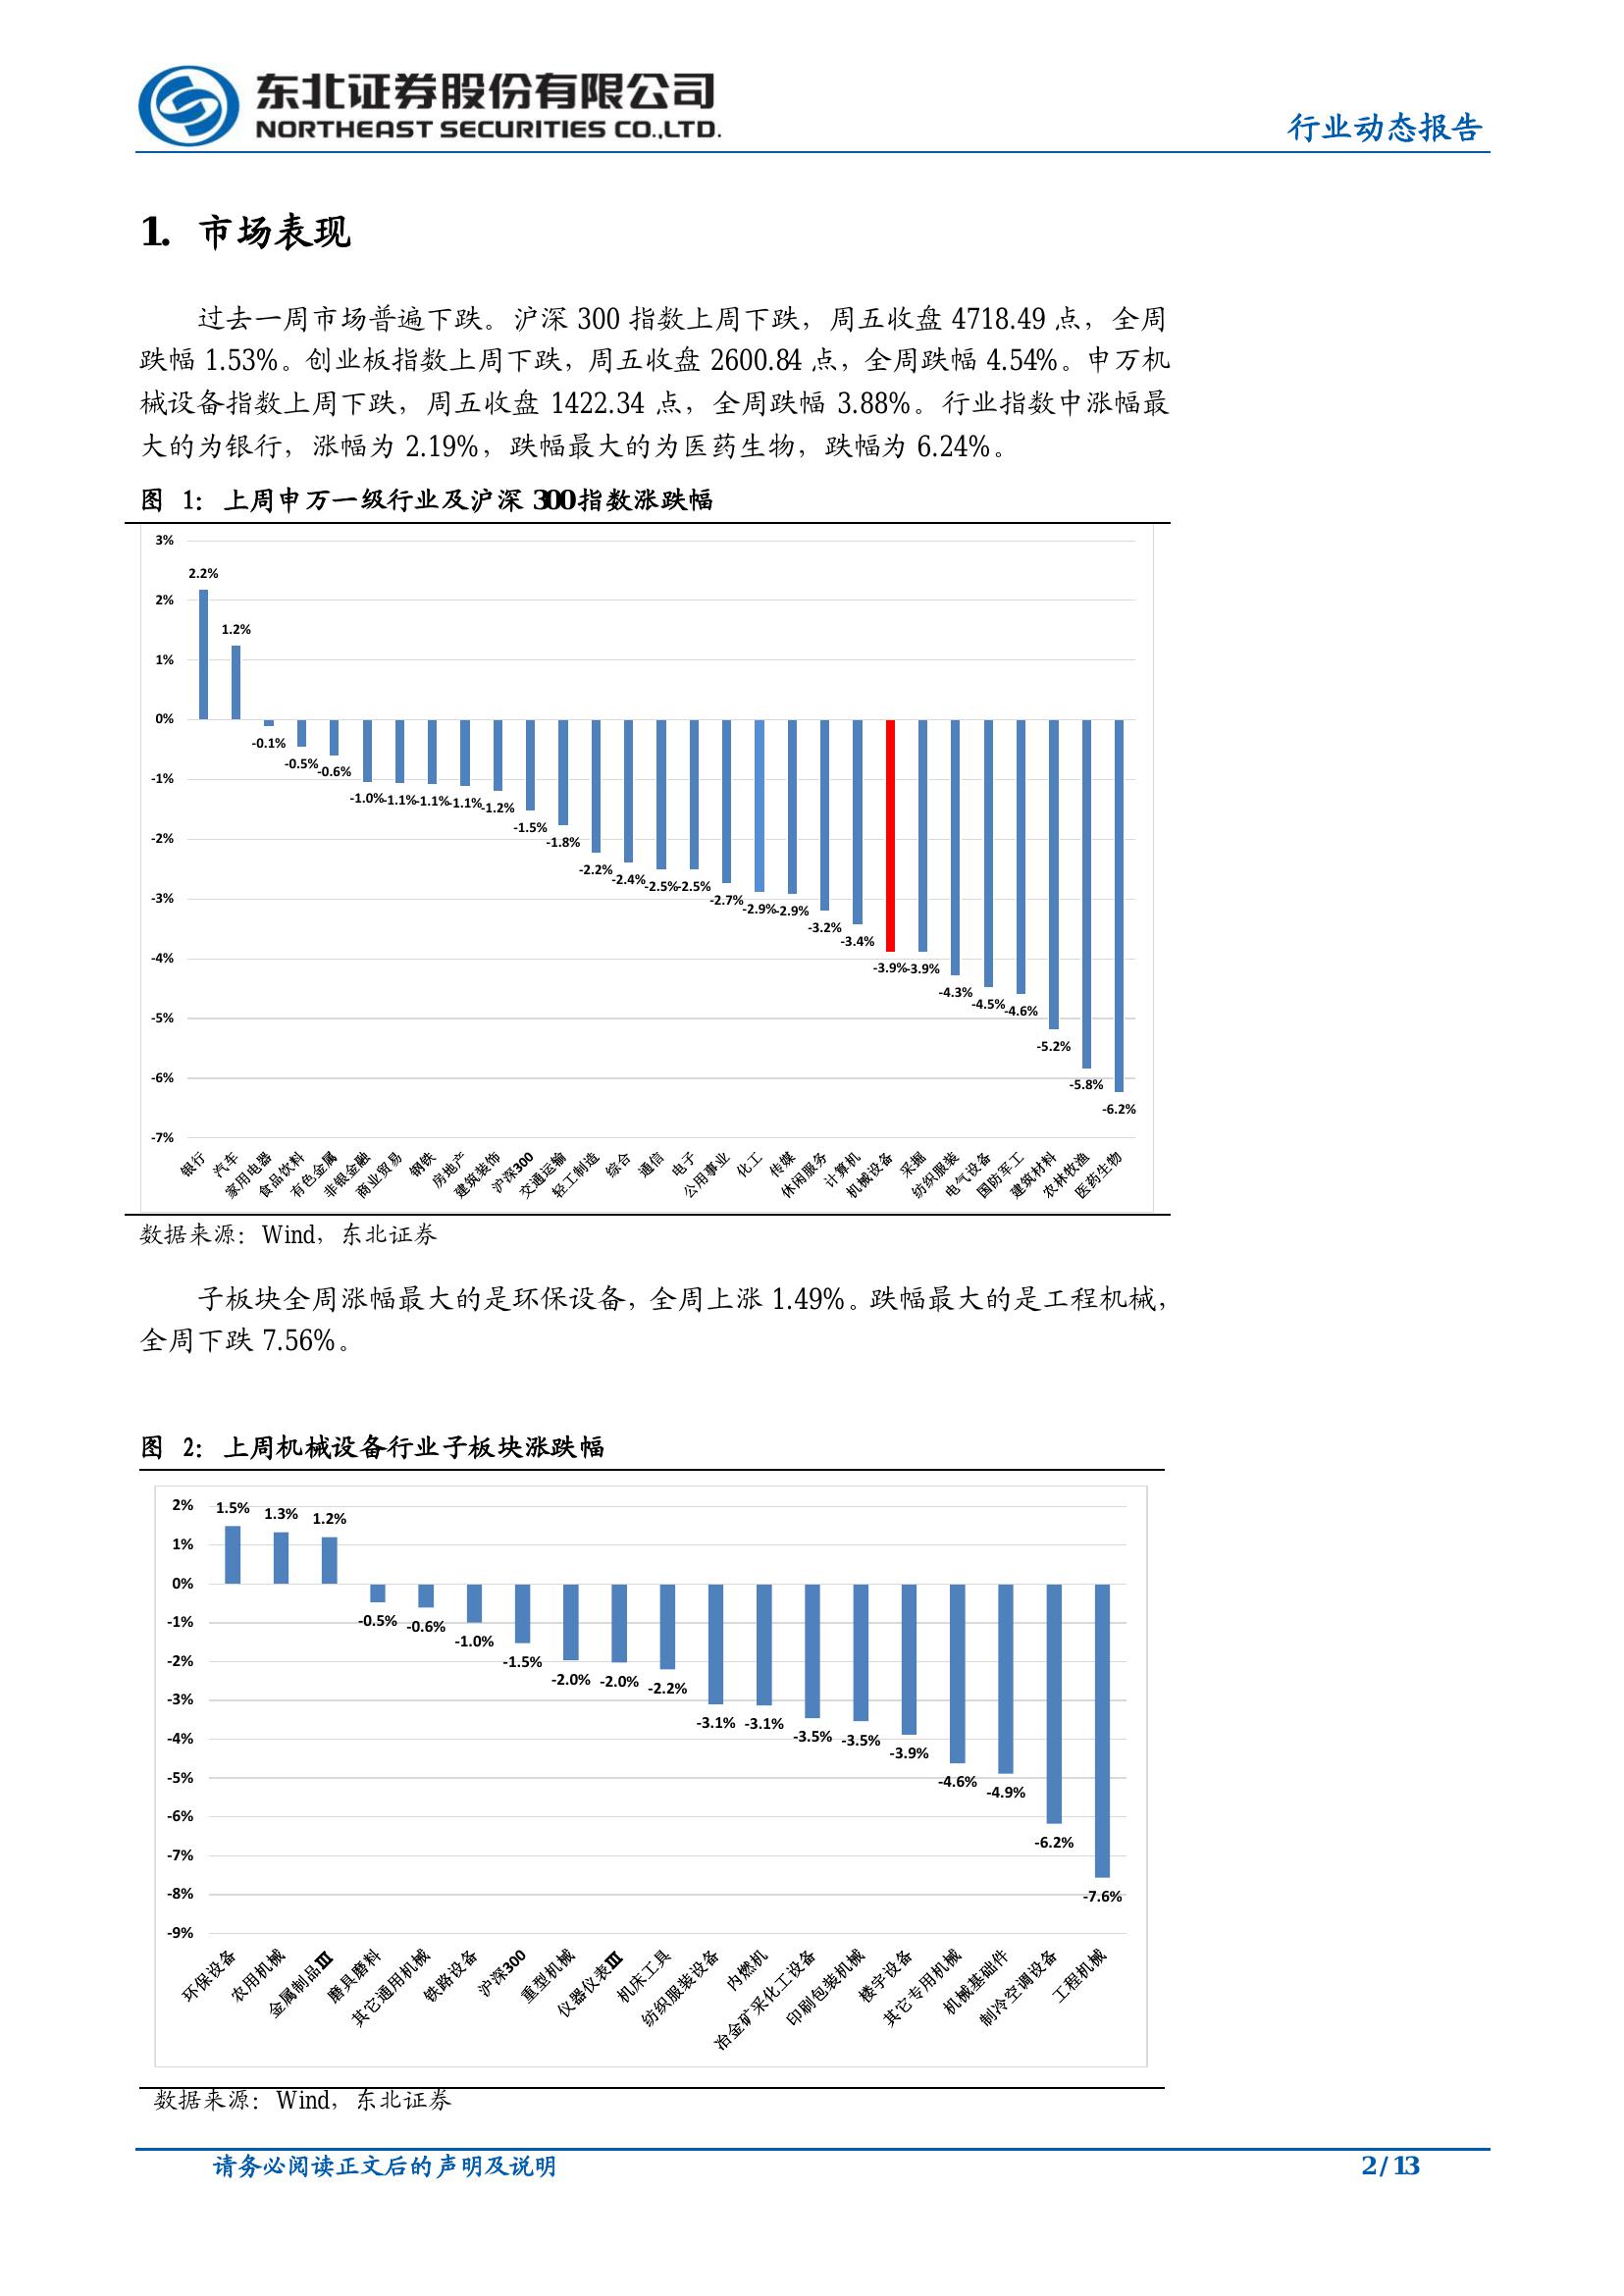 东北证券股份有限公司
NORTHEAST SECURITIES CO.,LTD.
行业动态报告
1. 市场表现
过去一周市场普遍下跌。沪深 300 指数上周下跌，周五收盘 4718.49 点，全周
跌幅 1.53%。创业板指数上周下跌，周五收盘 2600.84 点，全周跌幅 4.54%。申万机
械设备指数上周下跌，周五收盘 1422.34 点，全周跌幅 3.88%。行业指数中涨幅最
大的为银行，涨幅为 2.19%，跌幅最大的为医药生物，跌幅为 6.24%。
图 1：上周申万一级行业及沪深 300 指数涨跌幅
3%
2%
1%
0%
-1%
-2%
-3%
-4%
-5%
-6%
-7%
2.2%
1.2%
-0.1%
-0.5%
-0.6%
-1.0%
-1.1%
-1.1%
-1.1%
-1.2%
-1.5%
-1.8%
-2.2%
-2.4%
-2.5%
-2.5%
-2.7%
-2.9%
-2.9%
-3.2%
-3.4%
-3.9%
-3.9%
-4.3%
-4.5%
-4.6%
-5.2%
-5.8%
-6.2%
银行
汽车
家用电器
食品饮料
有色金属
非银金融
商业贸易
钢铁
房地产
建筑装饰
沪深300
交通运输
轻工制造
综合
通信
电子
公用事业
化工
传媒
休闲服务
计算机
机械设备
采掘
纺织服装
电气设备
国防军工
建筑材料
农林牧渔
医药生物
数据来源：Wind，东北证券
子板块全周涨幅最大的是环保设备，全周上涨 1.49%。跌幅最大的是工程机械，
全周下跌 7.56%。
图 2：上周机械设备行业子板块涨跌幅
2%
1%
0%
-1%
-2%
-3%
-4%
-5%
-6%
-7%
-8%
-9%
1.5%
1.3%
1.2%
-0.5%
-0.6%
-1.0%
-1.5%
-2.0%
-2.0%
-2.2%
-3.1%
-3.1%
-3.5%
-3.5%
-3.9%
-4.6%
-4.9%
-6.2%
-7.6%
环保设备
农用机械
金属制品Ⅲ
磨具磨料
其它通用机械
铁路设备
沪深300
重型机械
仪器仪表Ⅲ
机床工具
纺织服装设备
内燃机
冶金矿采化工设备
印刷包装机械
楼宇设备
其它专用机械
机械基础件
制冷空调设备
工程机械
数据来源：Wind，东北证券
请务必阅读正文后的声明及说明
2 / 13